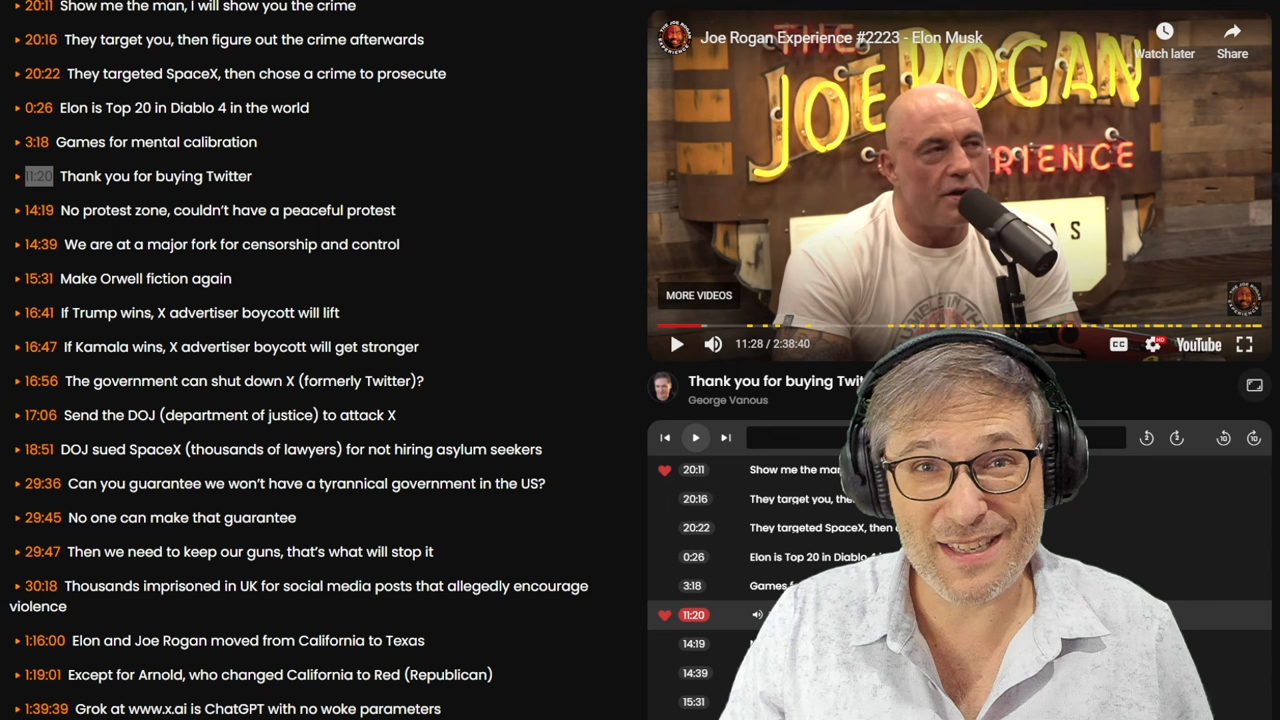 20:11 Show me the man, I will show you the crime
20:16 They target you, then figure out the crime afterwards
20:22 They targeted SpaceX, then chose a crime to prosecute
0:26 Elon is Top 20 in Diablo 4 in the world
3:18 Games for mental calibration
11:20 Thank you for buying Twitter
14:19 No protest zone, couldn't have a peaceful protest
14:39 We are at a major fork for censorship and control
15:31 Make Orwell fiction again
16:41 If Trump wins, X advertiser boycott will lift
16:47 If Kamala wins, X advertiser boycott will get stronger
16:56 The government can shut down X (formerly Twitter)?
17:06 Send the DOJ (department of justice) to attack X
18:51 DOJ sued SpaceX (thousands of lawyers) for not hiring asylum seekers
29:36 Can you guarantee we won't have a tyrannical government in the US?
29:45 No one can make that guarantee
29:47 Then we need to keep our guns, that's what will stop it
30:18 Thousands imprisoned in UK for social media posts that allegedly encourage
violence
1:16:00 Elon and Joe Rogan moved from California to Texas
1:19:01 Except for Arnold, who changed California to Red (Republican)
1:39:39 Grok at www.x.ai is ChatGPT with no woke parameters
Joe Rogan Experience #2223 - Elon Musk
Watch later
Share
THE
JOE ROGAN
RIENCE
A S
MORE VIDEOS
11:28 / 2:38:40
CC
HD
YouTube
Thank you for buying Twit
George Vanous
10 10
20:11 Show me the man
20:16 They target you, the
20:22 They targeted SpaceX, then
0:26 Elon is Top 20 in Diablo 4
3:18 Games
11:20
14:19
14:39
15:31